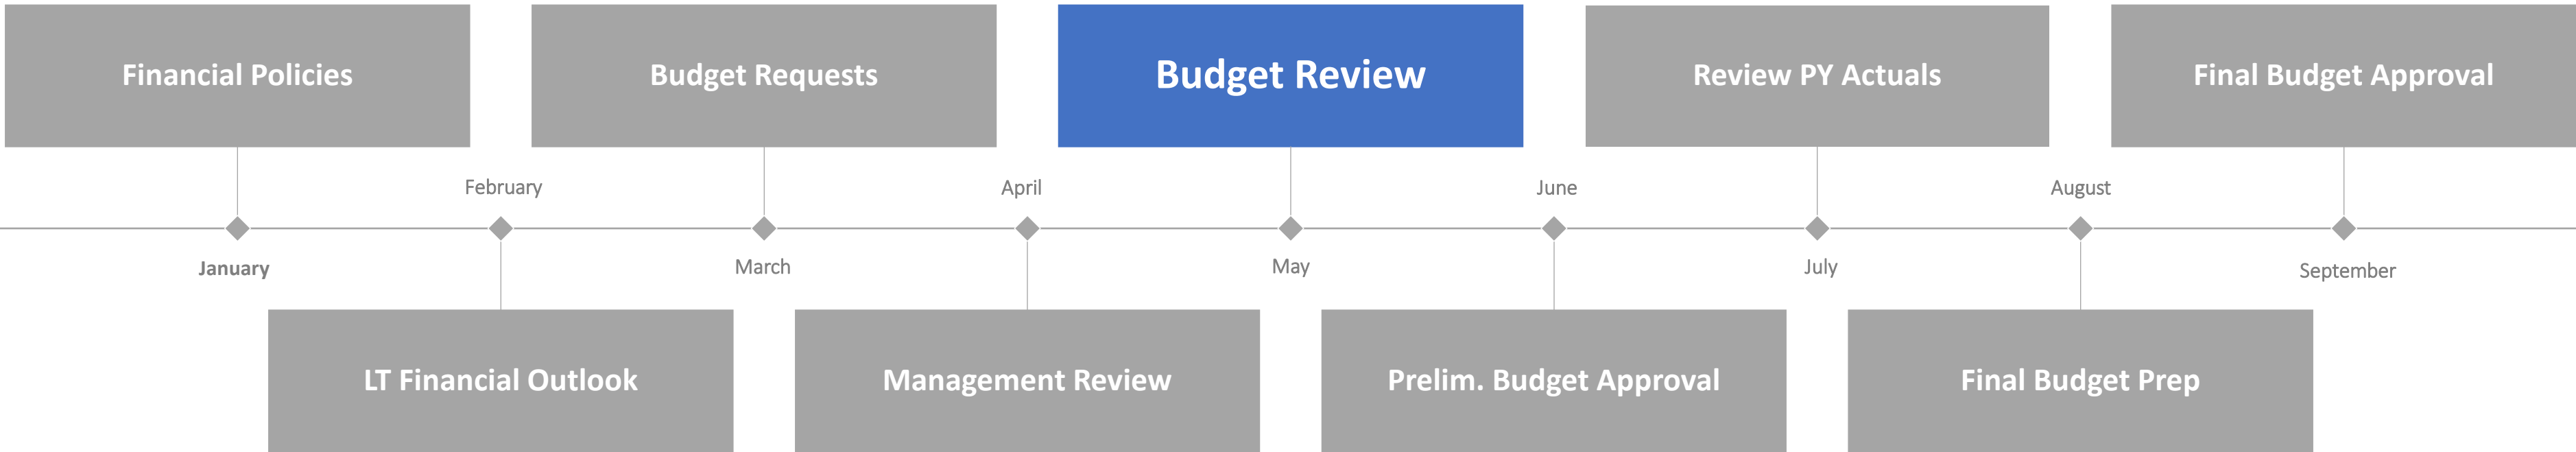 Financial Policies
Budget Requests
Budget Review
Review PY Actuals
Final Budget Approval
February
April
June
August
January
March
May
July
September
LT Financial Outlook
Management Review
Prelim. Budget Approval
Final Budget Prep